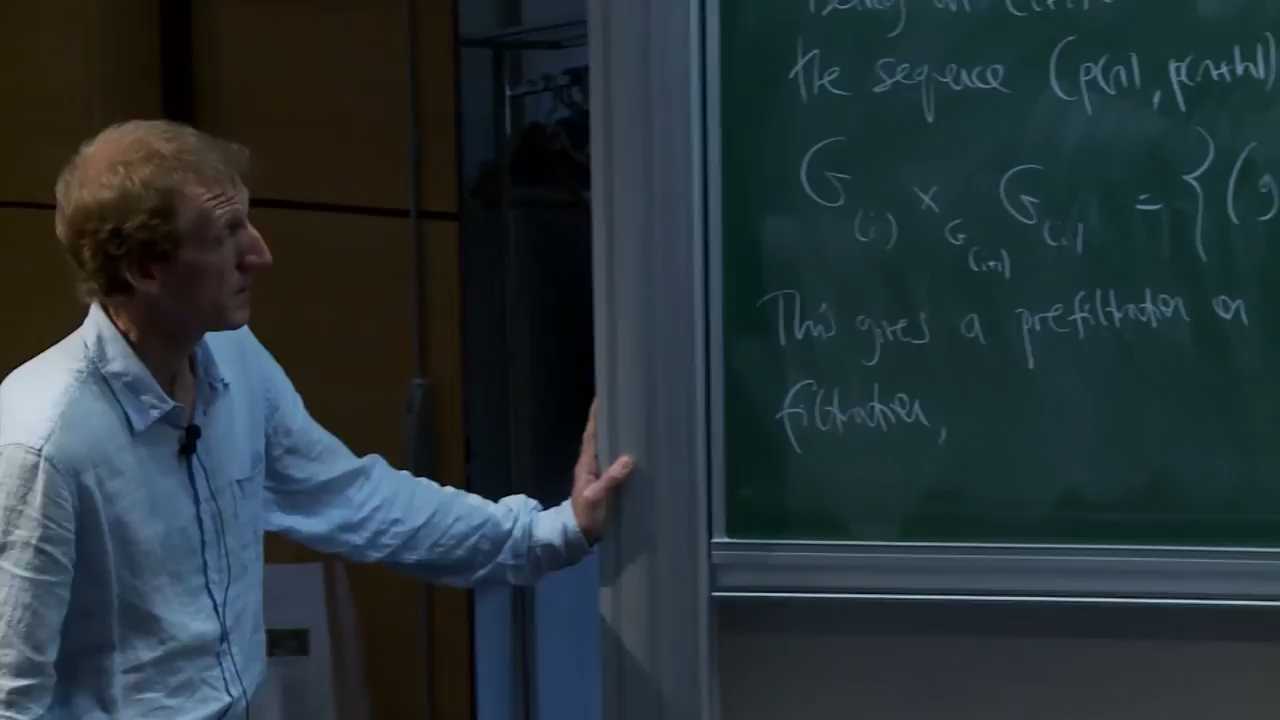 the sequence (p(n), p(n+h))
G(i) ×G(i+1) G(i) = { (g
This gives a prefiltration on
filtration,